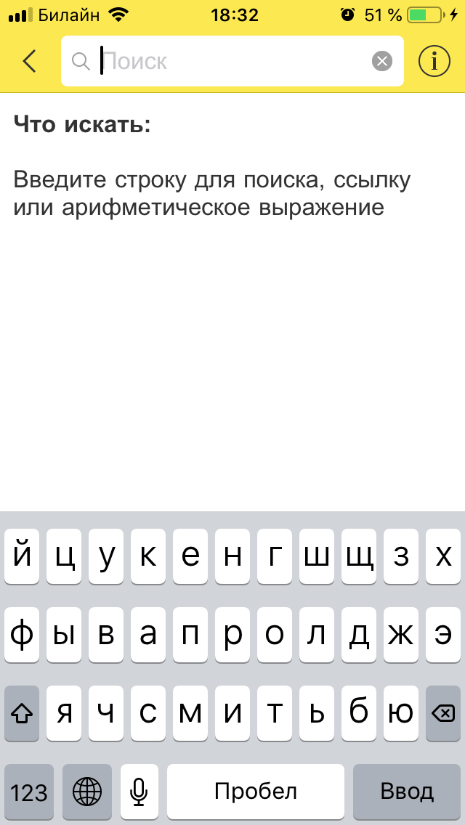 Билайн 18:32 51 %
Поиск
Что искать:
Введите строку для поиска, ссылку
или арифметическое выражение
й ц у к е н г ш щ з х
ф ы в а п р о л д ж э
я ч с м и т ь б ю
123 Пробел Ввод